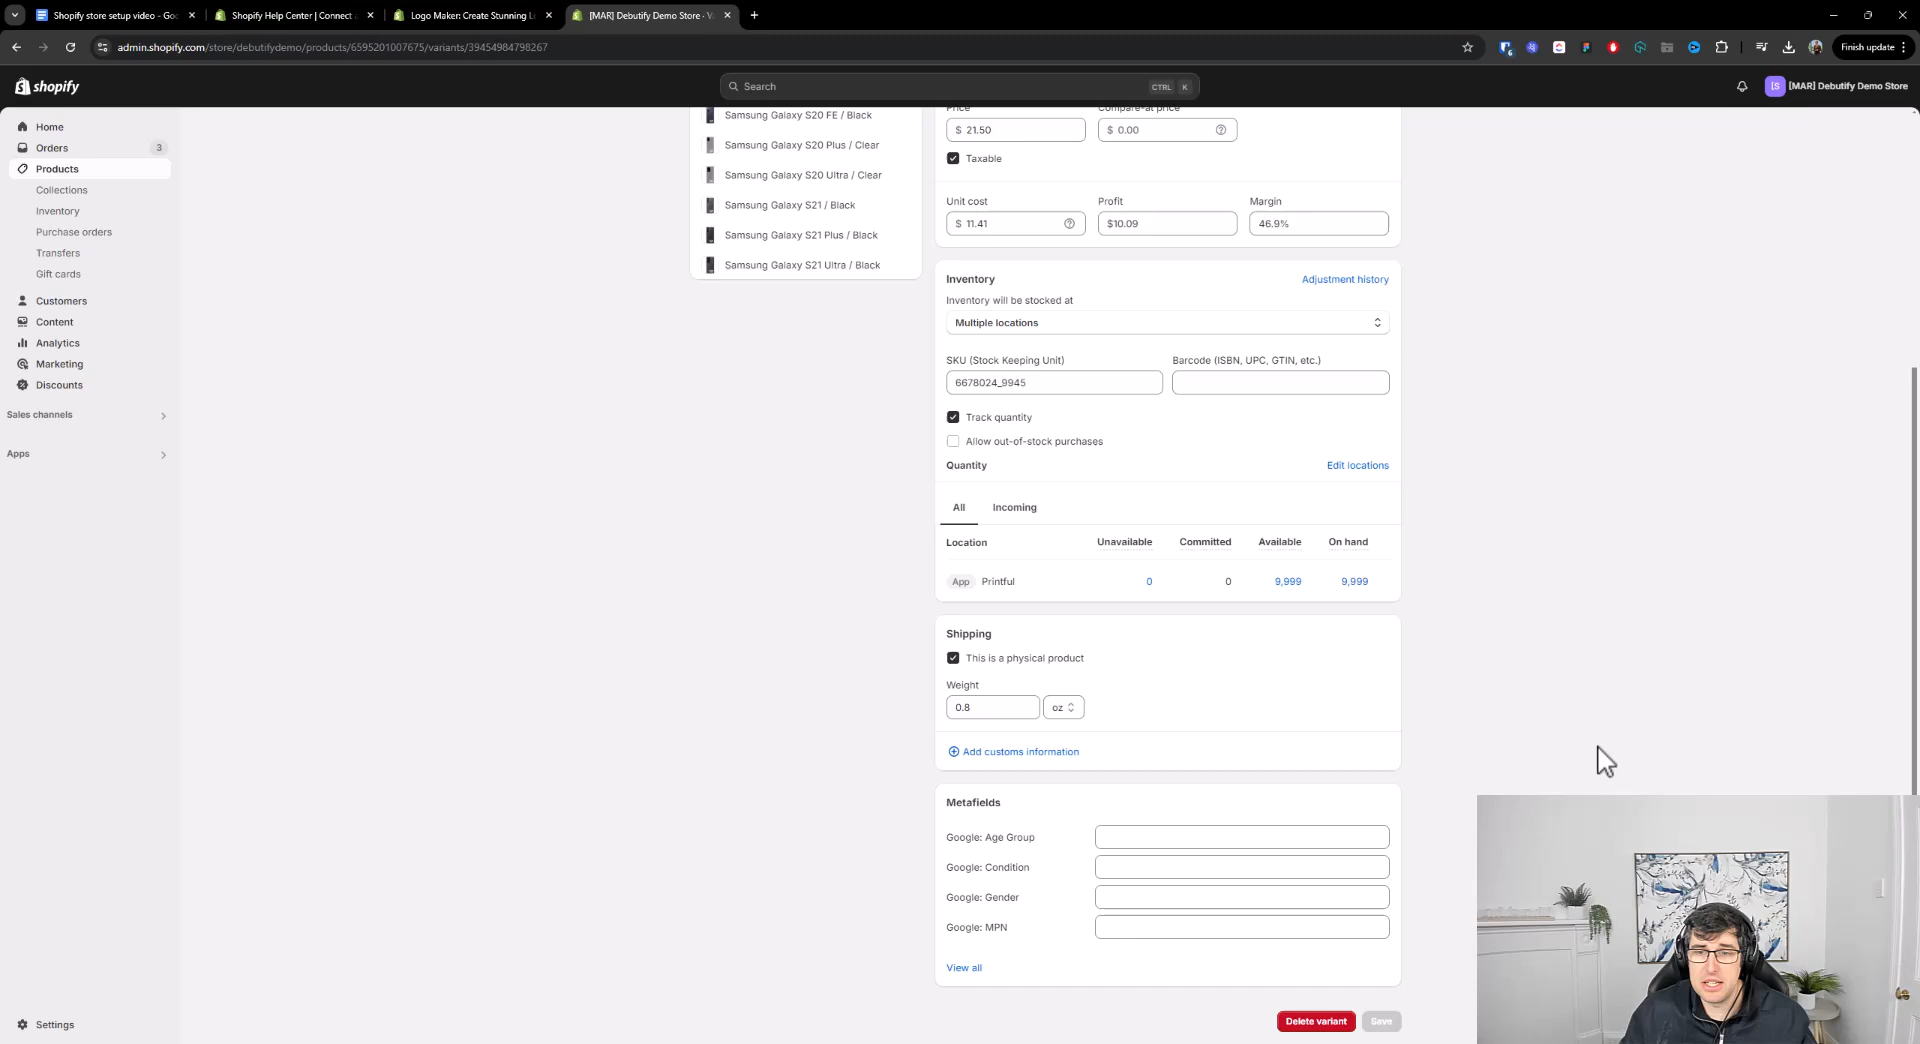 Shopify store setup video - Goo
Shopify Help Center | Connect a
Logo Maker: Create Stunning L
[MAR] Debutify Demo Store · V
admin.shopify.com/store/debutifydemo/products/6595201007675/variants/39454984798267
6
Finish update
shopify
Search
CTRL K
[S
[MAR] Debutify Demo Store
Home
Orders
3
Products
Collections
Inventory
Purchase orders
Transfers
Gift cards
Customers
Content
Analytics
Marketing
Discounts
Sales channels
Apps
Settings
Samsung Galaxy S20 FE / Black
Samsung Galaxy S20 Plus / Clear
Samsung Galaxy S20 Ultra / Clear
Samsung Galaxy S21 / Black
Samsung Galaxy S21 Plus / Black
Samsung Galaxy S21 Ultra / Black
Price
Compare-at price
$ 21.50
$ 0.00
Taxable
Unit cost
Profit
Margin
$ 11.41
$10.09
46.9%
Inventory
Adjustment history
Inventory will be stocked at
Multiple locations
SKU (Stock Keeping Unit)
Barcode (ISBN, UPC, GTIN, etc.)
6678024_9945
Track quantity
Allow out-of-stock purchases
Quantity
Edit locations
All
Incoming
Location
Unavailable
Committed
Available
On hand
App Printful
0
0
9,999
9,999
Shipping
This is a physical product
Weight
0.8
oz
Add customs information
Metafields
Google: Age Group
Google: Condition
Google: Gender
Google: MPN
View all
Delete variant
Save